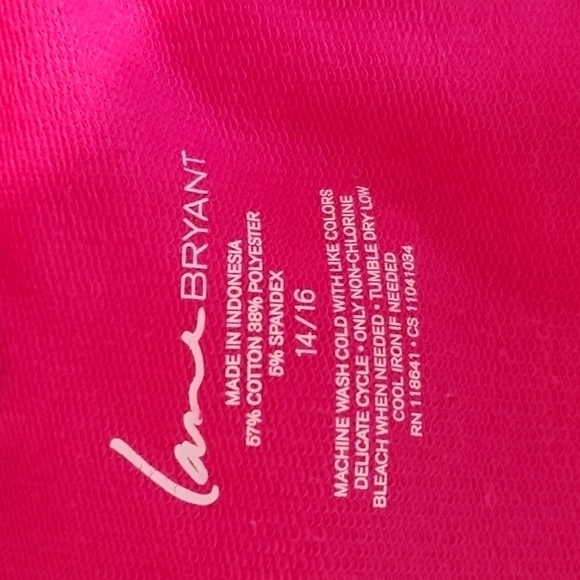 Lane BRYANT
MADE IN INDONESIA
57% COTTON 38% POLYESTER
5% SPANDEX
14/16
MACHINE WASH COLD WITH LIKE COLORS
DELICATE CYCLE • ONLY NON-CHLORINE
BLEACH WHEN NEEDED • TUMBLE DRY LOW
COOL IRON IF NEEDED
RN 118641 • CS 11041034